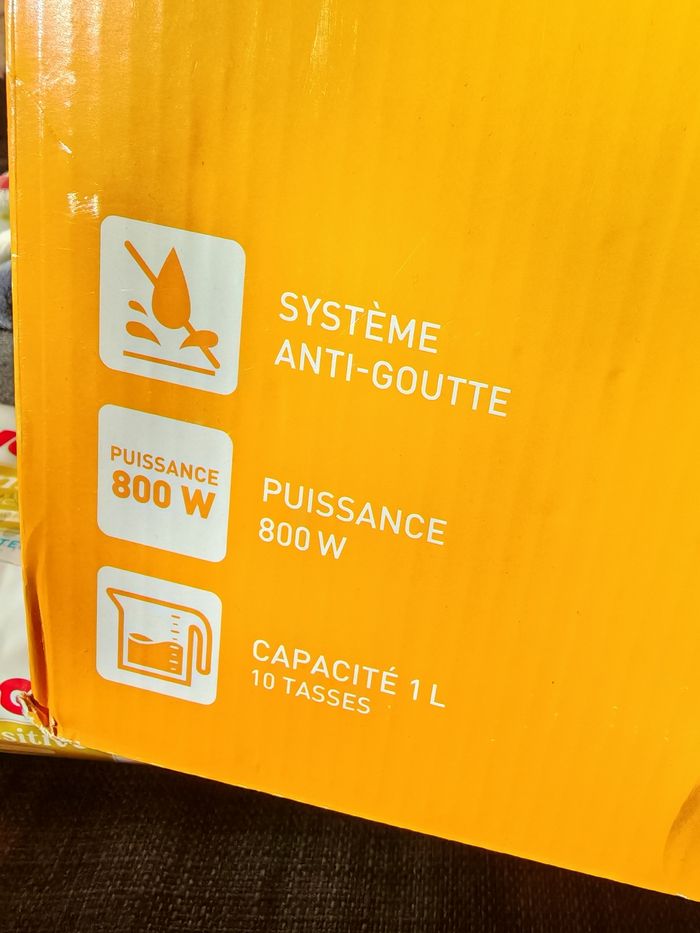 SYSTÈME
ANTI-GOUTTE
PUISSANCE
800 W
PUISSANCE
800 W
CAPACITÉ 1 L
10 TASSES